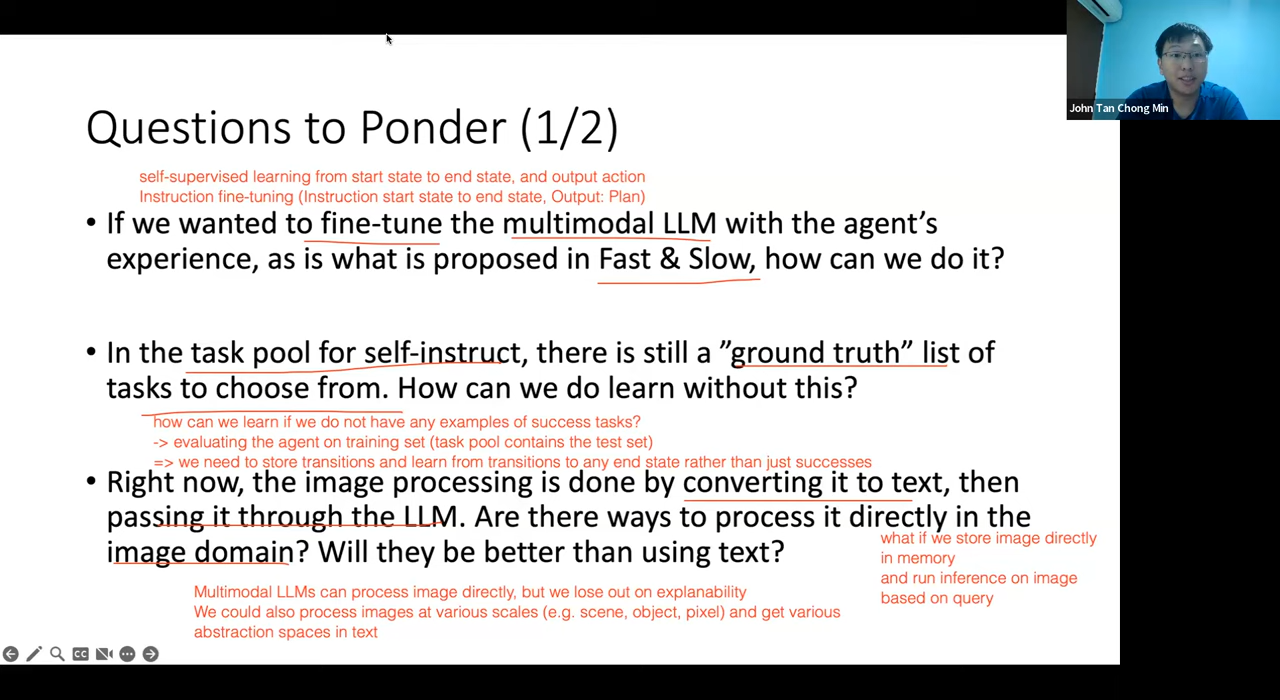 John Tan Chong Min
Questions to Ponder (1/2)
self-supervised learning from start state to end state, and output action
Instruction fine-tuning (Instruction start state to end state, Output: Plan)
• If we wanted to fine-tune the multimodal LLM with the agent's
experience, as is what is proposed in Fast & Slow, how can we do it?
• In the task pool for self-instruct, there is still a ”ground truth” list of
tasks to choose from. How can we do learn without this?
how can we learn if we do not have any examples of success tasks?
-> evaluating the agent on training set (task pool contains the test set)
=> we need to store transitions and learn from transitions to any end state rather than just successes
• Right now, the image processing is done by converting it to text, then
passing it through the LLM. Are there ways to process it directly in the
image domain? Will they be better than using text?
what if we store image directly
in memory
and run inference on image
based on query
Multimodal LLMs can process image directly, but we lose out on explanability
We could also process images at various scales (e.g. scene, object, pixel) and get various
abstraction spaces in text
CC